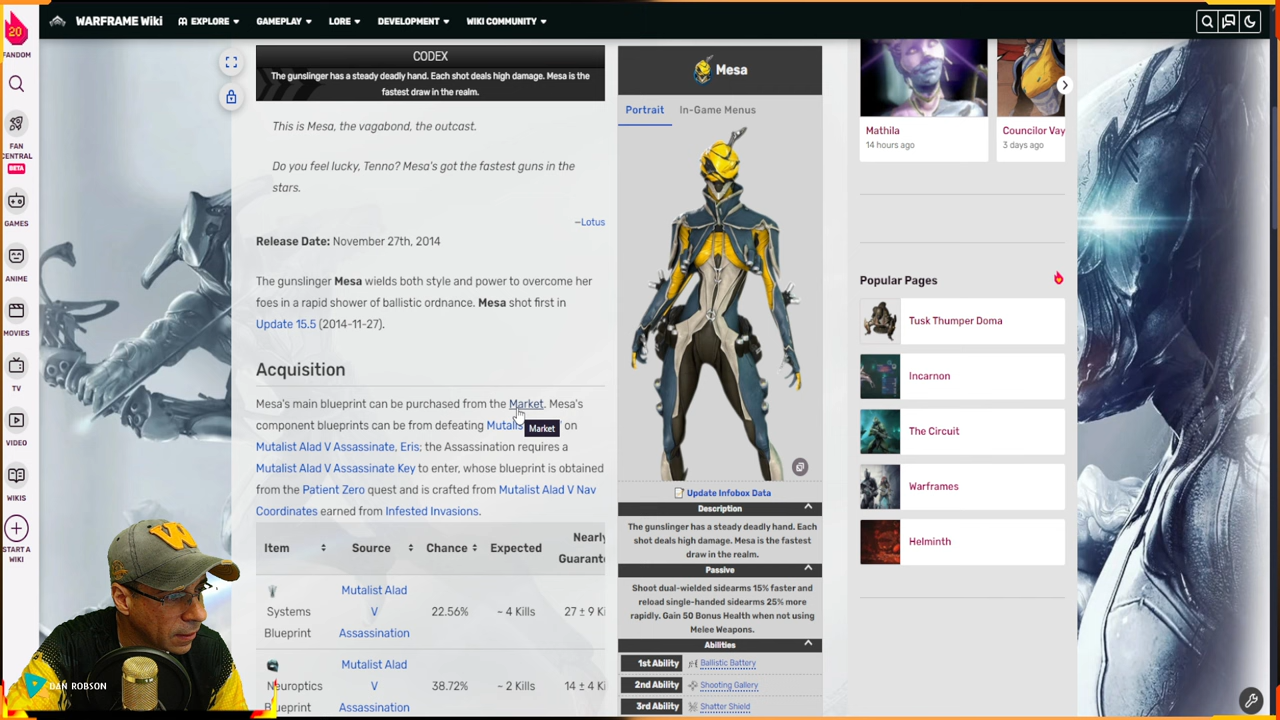 20
FANDOM
FAN
CENTRAL
BETA
GAMES
ANIME
MOVIES
TV
VIDEO
WIKIS
START A
WIKI
WARFRAME WIKI
EXPLORE
GAMEPLAY
LORE
DEVELOPMENT
WIKI COMMUNITY
CODEX
The gunslinger has a steady deadly hand. Each shot deals high damage. Mesa is the
fastest draw in the realm.
This is Mesa, the vagabond, the outcast.
Do you feel lucky, Tenno? Mesa's got the fastest guns in the
stars.
–Lotus
Release Date: November 27th, 2014
The gunslinger Mesa wields both style and power to overcome her
foes in a rapid shower of ballistic ordnance. Mesa shot first in
Update 15.5 (2014-11-27).
Acquisition
Mesa's main blueprint can be purchased from the Market. Mesa's
component blueprints can be from defeating Mutalis on
Market
Mutalist Alad V Assassinate, Eris; the Assassination requires a
Mutalist Alad V Assassinate Key to enter, whose blueprint is obtained
from the Patient Zero quest and is crafted from Mutalist Alad V Nav
Coordinates earned from Infested Invasions.
Item Source Chance Expected Nearly
Guarante
Systems
Blueprint
Mutalist Alad
V
Assassination
22.56% ~ 4 Kills 27 ± 9 Ki
Neuroptics
Blueprint
Mutalist Alad
V
Assassination
38.72% ~ 2 Kills 14 ± 4 K
Mesa
Portrait In-Game Menus
Update Infobox Data
Description
The gunslinger has a steady deadly hand. Each
shot deals high damage. Mesa is the fastest
draw in the realm.
Passive
Shoot dual-wielded sidearms 15% faster and
reload single-handed sidearms 25% more
rapidly. Gain 50 Bonus Health when not using
Melee Weapons.
Abilities
1st Ability Ballistic Battery
2nd Ability Shooting Gallery
3rd Ability Shatter Shield
Mathila
14 hours ago
Councilor Vay
3 days ago
Popular Pages
Tusk Thumper Doma
Incarnon
The Circuit
Warframes
Helminth
W
DAN ROBSON